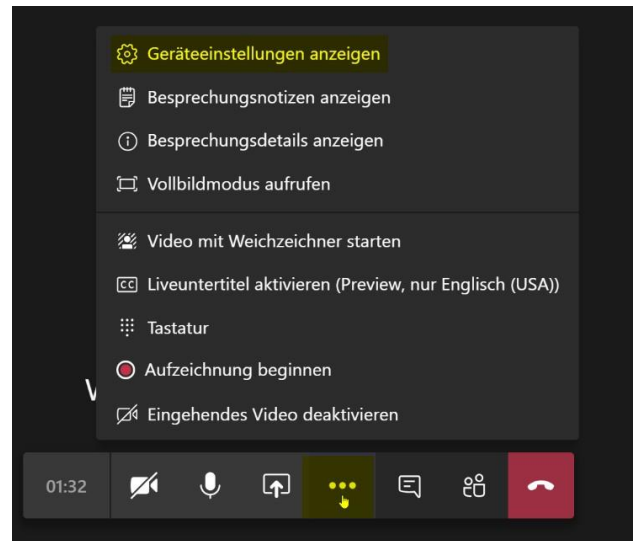 Geräteeinstellungen anzeigen
Besprechungsnotizen anzeigen
Besprechungsdetails anzeigen
Vollbildmodus aufrufen
Video mit Weichzeichner starten
CC Liveuntertitel aktivieren (Preview, nur Englisch (USA))
Tastatur
Aufzeichnung beginnen
Eingehendes Video deaktivieren
01:32